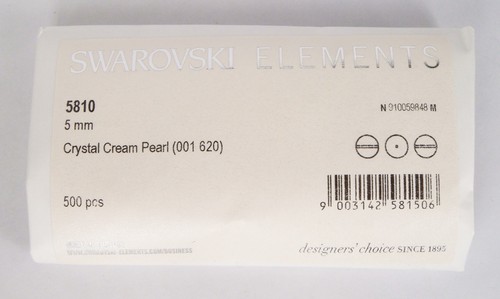 SWAROVSKI ELEMENTS
5810
N 910059848 M
5 mm
Crystal Cream Pearl (001 620)
500 pcs
9 003142 581506
designers' choice SINCE 1895